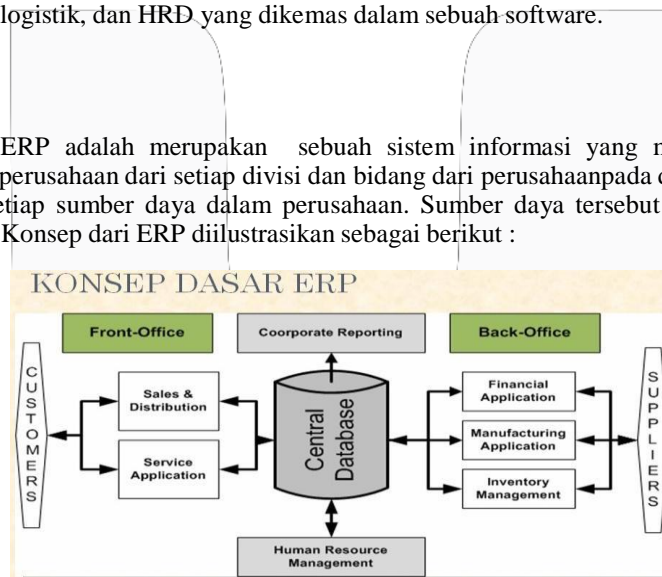 logistik, dan HRD yang dikemas dalam sebuah software.
ERP adalah merupakan sebuah sistem informasi yang
perusahaan dari setiap divisi dan bidang dari perusahaanpada
setiap sumber daya dalam perusahaan. Sumber daya tersebut
Konsep dari ERP diilustrasikan sebagai berikut :
KONSEP DASAR ERP
Front-Office
Coorporate Reporting
Back-Office
CUSTOMERS
Sales &
Distribution
Service
Application
Central
Database
Financial
Application
Manufacturing
Application
Inventory
Management
SUPPLIERS
Human Resource
Management